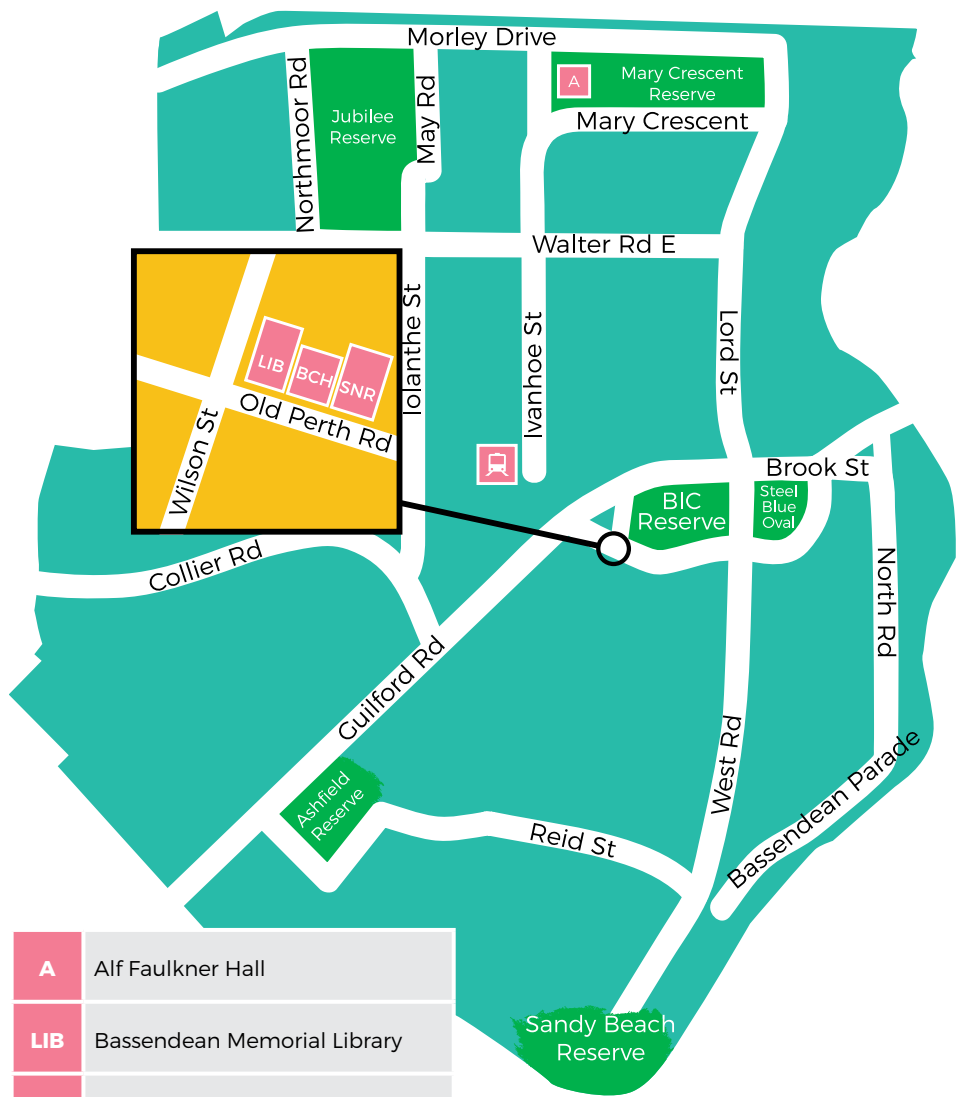 Morley Drive
Northmoor Rd
Jubilee
Reserve
May Rd
A
Mary Crescent
Reserve
Mary Crescent
Walter Rd E
Iolanthe St
Ivanhoe St
Lord St
LIB
BCH
SNR
Old Perth Rd
Wilson St
Brook St
BIC
Reserve
Steel
Blue
Oval
Collier Rd
North Rd
Guilford Rd
West Rd
Ashfield
Reserve
Reid St
Bassendean Parade
A
Alf Faulkner Hall
LIB
Bassendean Memorial Library
Sandy Beach
Reserve